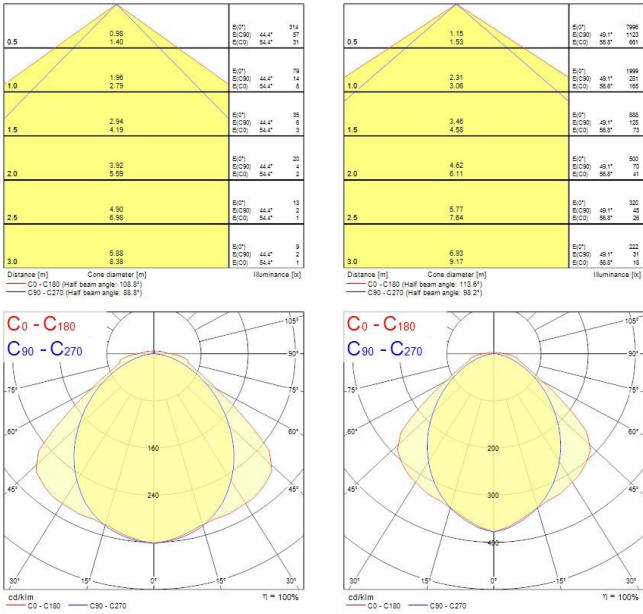 0.5 0.98 1.40 E(0°) 314 E(C90) 44.4° 57 E(C0) 54.4° 31
1.0 1.96 2.79 E(0°) 79 E(C90) 44.4° 14 E(C0) 54.4° 8
1.5 2.94 4.19 E(0°) 35 E(C90) 44.4° 6 E(C0) 54.4° 3
2.0 3.92 5.59 E(0°) 20 E(C90) 44.4° 4 E(C0) 54.4° 2
2.5 4.90 6.98 E(0°) 13 E(C90) 44.4° 2 E(C0) 54.4° 1
3.0 5.88 8.38 E(0°) 9 E(C90) 44.4° 2 E(C0) 54.4° 1
Distance [m] Cone diameter [m] Illuminance [lx]
C0 - C180 (Half beam angle: 108.8°)
C90 - C270 (Half beam angle: 88.8°)
0.5 1.15 1.53 E(0°) 7996 E(C90) 49.1° 1123 E(C0) 56.8° 661
1.0 2.31 3.06 E(0°) 1999 E(C90) 49.1° 281 E(C0) 56.8° 165
1.5 3.46 4.58 E(0°) 888 E(C90) 49.1° 125 E(C0) 56.8° 73
2.0 4.62 6.11 E(0°) 500 E(C90) 49.1° 70 E(C0) 56.8° 41
2.5 5.77 7.64 E(0°) 320 E(C90) 49.1° 45 E(C0) 56.8° 26
3.0 6.93 9.17 E(0°) 222 E(C90) 49.1° 31 E(C0) 56.8° 18
Distance [m] Cone diameter [m] Illuminance [lx]
C0 - C180 (Half beam angle: 113.6°)
C90 - C270 (Half beam angle: 98.2°)
C0 - C180
C90 - C270
105°
90°
75° 75°
60° 60°
160
45° 45°
240
30° 15° 0° 15° 30°
cd/klm η = 100%
C0 - C180 C90 - C270
C0 - C180
C90 - C270
105°
90°
75° 75°
60° 60°
200
45° 45°
300
400
30° 15° 0° 15° 30°
cd/klm η = 100%
C0 - C180 C90 - C270